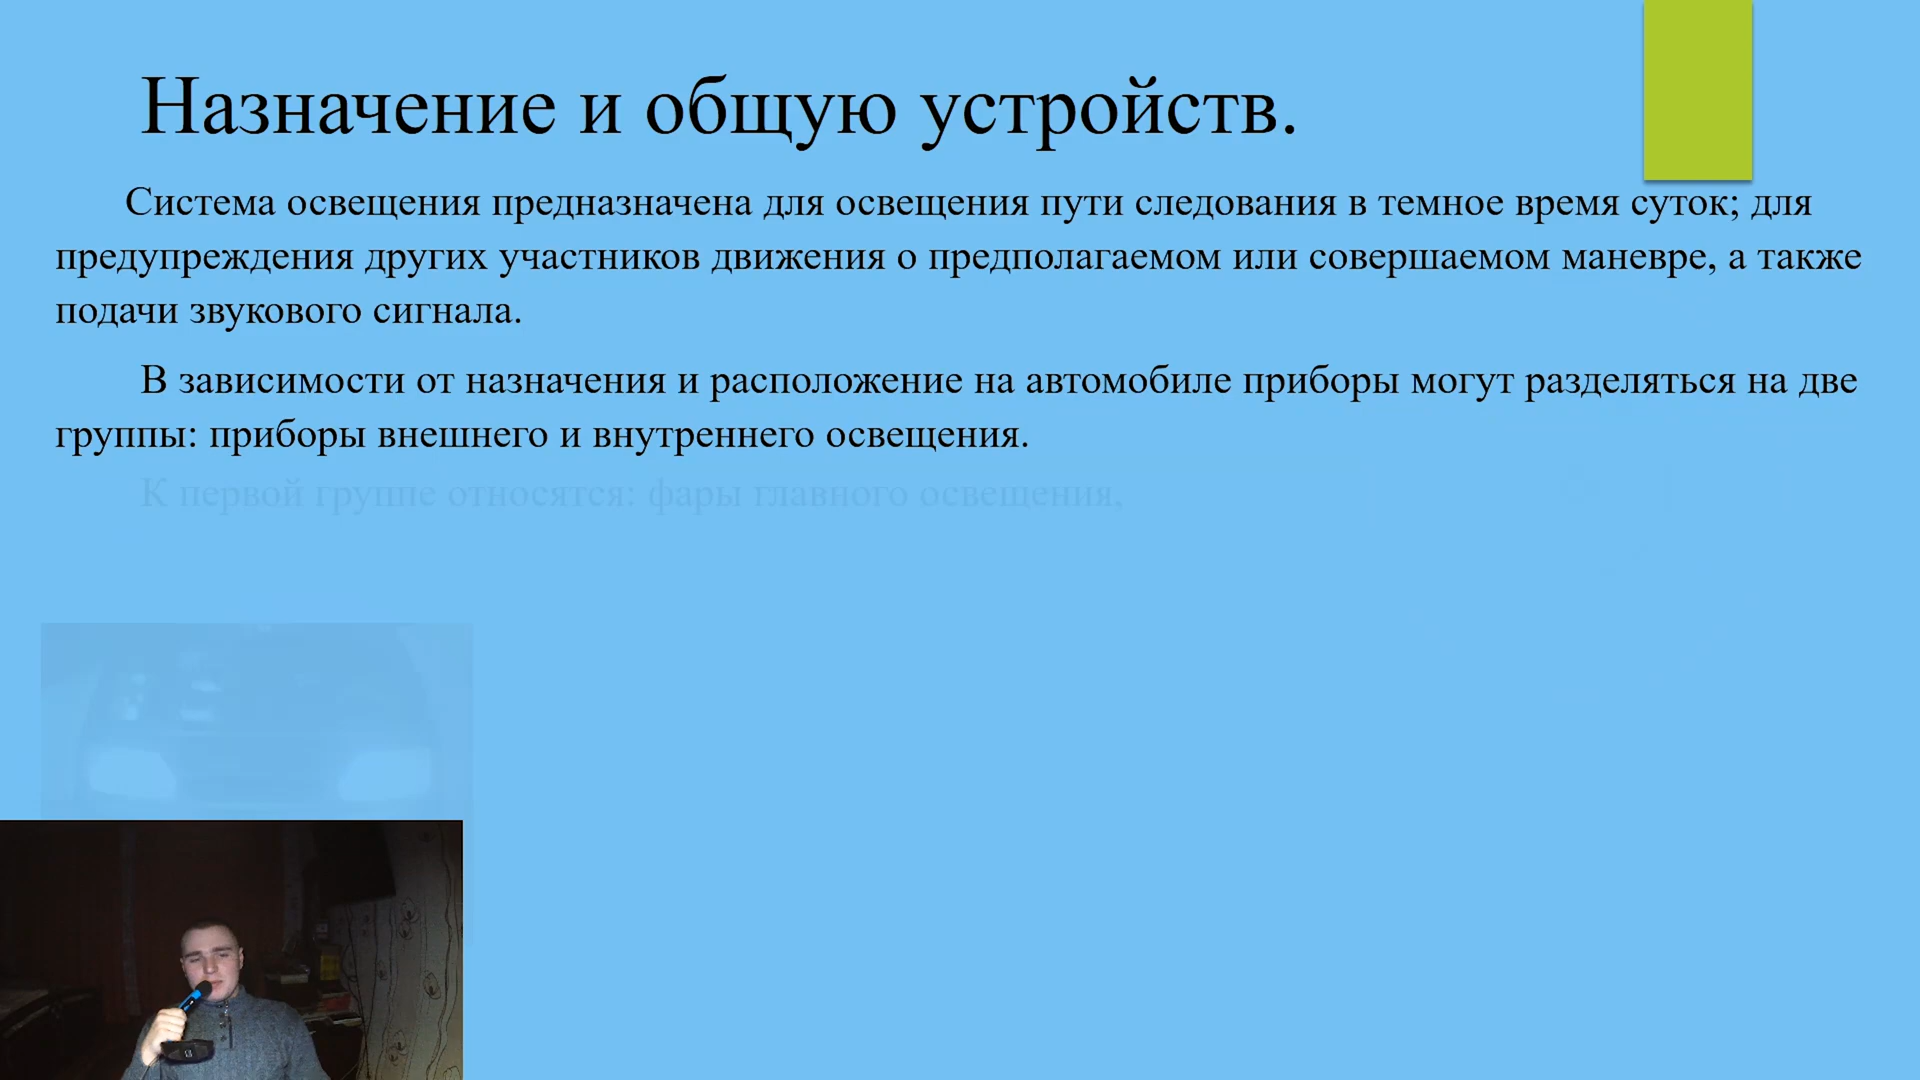 Назначение и общую устройств.
Система освещения предназначена для освещения пути следования в темное время суток; для
предупреждения других участников движения о предполагаемом или совершаемом маневре, а также
подачи звукового сигнала.
В зависимости от назначения и расположение на автомобиле приборы могут разделяться на две
группы: приборы внешнего и внутреннего освещения.
К первой группе относятся: фары главного освещения,